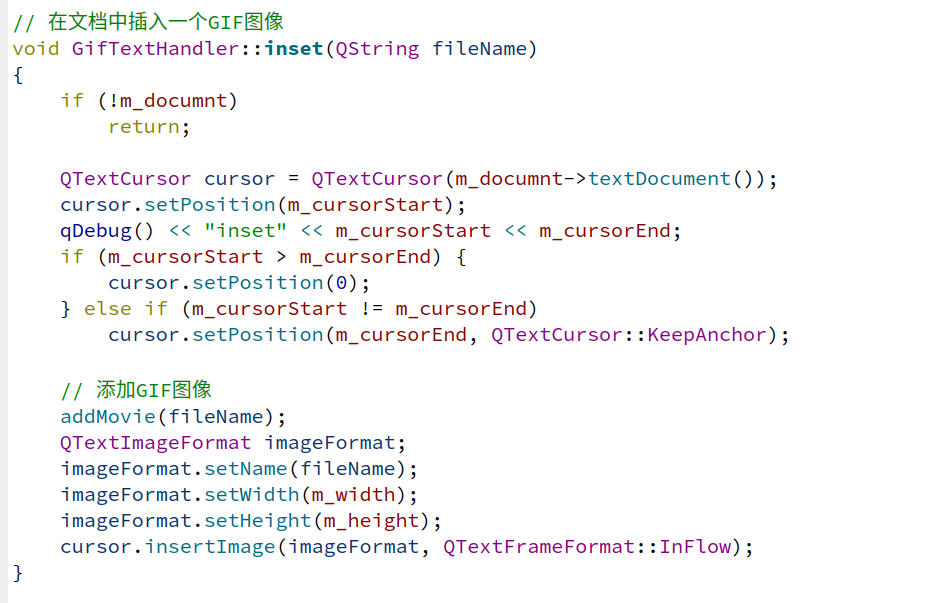 // 在文档中插入一个GIF图像
void GifTextHandler::inset(QString fileName)
{
    if (!m_documnt)
        return;

    QTextCursor cursor = QTextCursor(m_documnt->textDocument());
    cursor.setPosition(m_cursorStart);
    qDebug() << "inset" << m_cursorStart << m_cursorEnd;
    if (m_cursorStart > m_cursorEnd) {
        cursor.setPosition(0);
    } else if (m_cursorStart != m_cursorEnd)
        cursor.setPosition(m_cursorEnd, QTextCursor::KeepAnchor);

    // 添加GIF图像
    addMovie(fileName);
    QTextImageFormat imageFormat;
    imageFormat.setName(fileName);
    imageFormat.setWidth(m_width);
    imageFormat.setHeight(m_height);
    cursor.insertImage(imageFormat, QTextFrameFormat::InFlow);
}